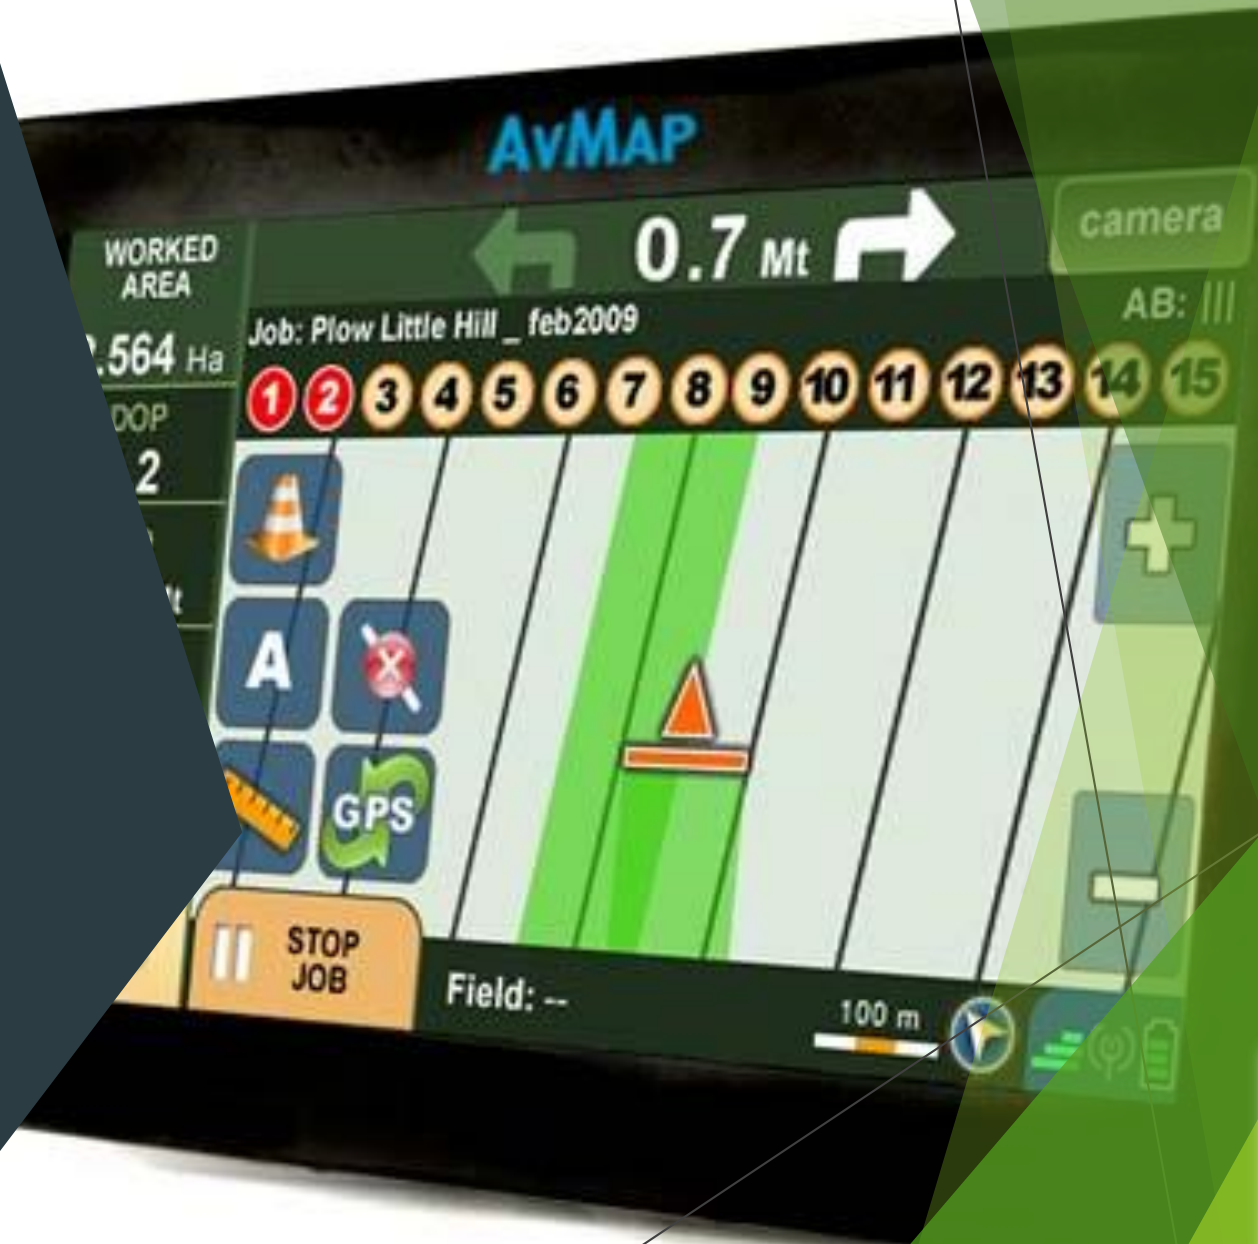 AvMAP
WORKED
AREA
.564 Ha
DOP
2
0.7 Mt
camera
Job: Plow Little Hill _ feb2009
AB: |||
1 2 3 4 5 6 7 8 9 10 11 12 13 14 15
A
X
GPS
STOP
JOB
Field: --
100 m